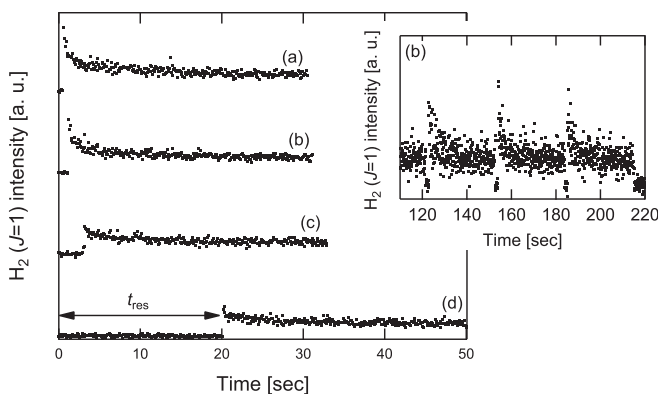 H2 (J=1) intensity [a. u.]
(a)
(b)
(c)
(d)
tres
0 10 20 30 40 50
Time [sec]
(b)
H2 (J=1) intensity [a. u.]
120 140 160 180 200 220
Time [sec]